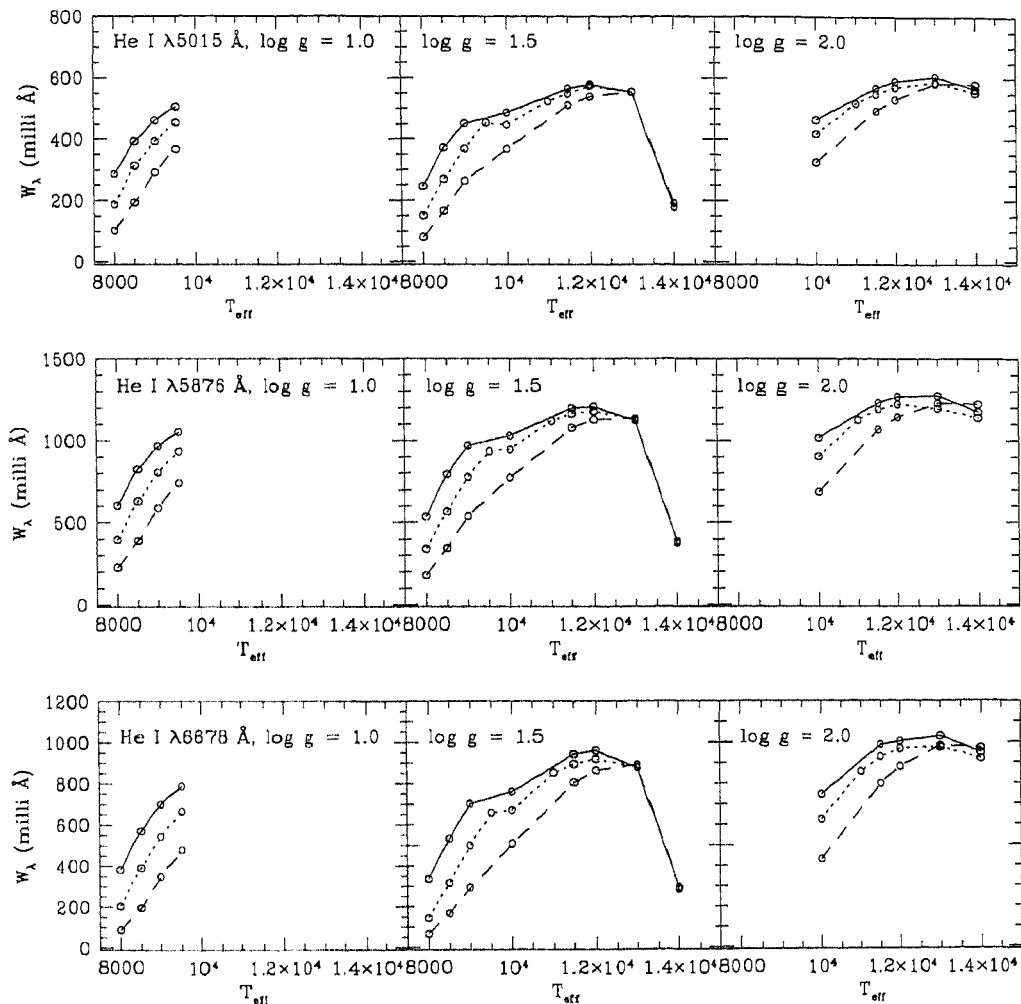 He I λ5015 Å, log g = 1.0
log g = 1.5
log g = 2.0
W_λ (milli Å)
800
600
400
200
0
8000 10⁴ 1.2×10⁴ 1.4×10⁴ 8000 10⁴ 1.2×10⁴ 1.4×10⁴ 8000 10⁴ 1.2×10⁴ 1.4×10⁴
T_eff T_eff T_eff
He I λ5876 Å, log g = 1.0
log g = 1.5
log g = 2.0
W_λ (milli Å)
1500
1000
500
0
8000 10⁴ 1.2×10⁴ 1.4×10⁴ 8000 10⁴ 1.2×10⁴ 1.4×10⁴ 8000 10⁴ 1.2×10⁴ 1.4×10⁴
T_eff T_eff T_eff
He I λ6678 Å, log g = 1.0
log g = 1.5
log g = 2.0
W_λ (milli Å)
1200
1000
800
600
400
200
0
8000 10⁴ 1.2×10⁴ 1.4×10⁴ 8000 10⁴ 1.2×10⁴ 1.4×10⁴ 8000 10⁴ 1.2×10⁴ 1.4×10⁴
T_eff T_eff T_eff